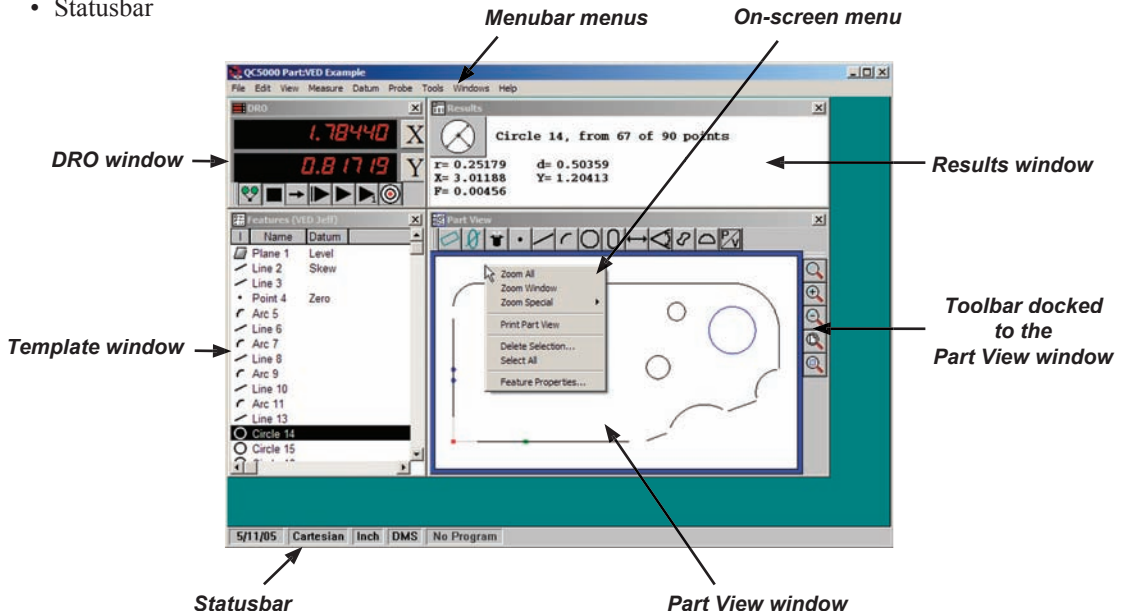 • Statusbar
Menubar menus
On-screen menu
QC5000 Part:VED Example
File Edit View Measure Datum Probe Tools Windows Help
DRO
1.78440 X
0.81719 Y
1
Results
Circle 14, from 67 of 90 points
r= 0.25179 d= 0.50359
X= 3.01188 Y= 1.20413
F= 0.00456
DRO window
Results window
Features (VED 3eff)
I Name Datum
Plane 1 Level
Line 2 Skew
Line 3
Point 4 Zero
Arc 5
Line 6
Arc 7
Line 8
Arc 9
Line 10
Arc 11
Line 13
Circle 14
Circle 15
Template window
Part View
P/V
Zoom All
Zoom Window
Zoom Special
Print Part View
Delete Selection...
Select All
Feature Properties...
Toolbar docked
to the
Part View window
5/11/05 Cartesian Inch DMS No Program
Statusbar
Part View window